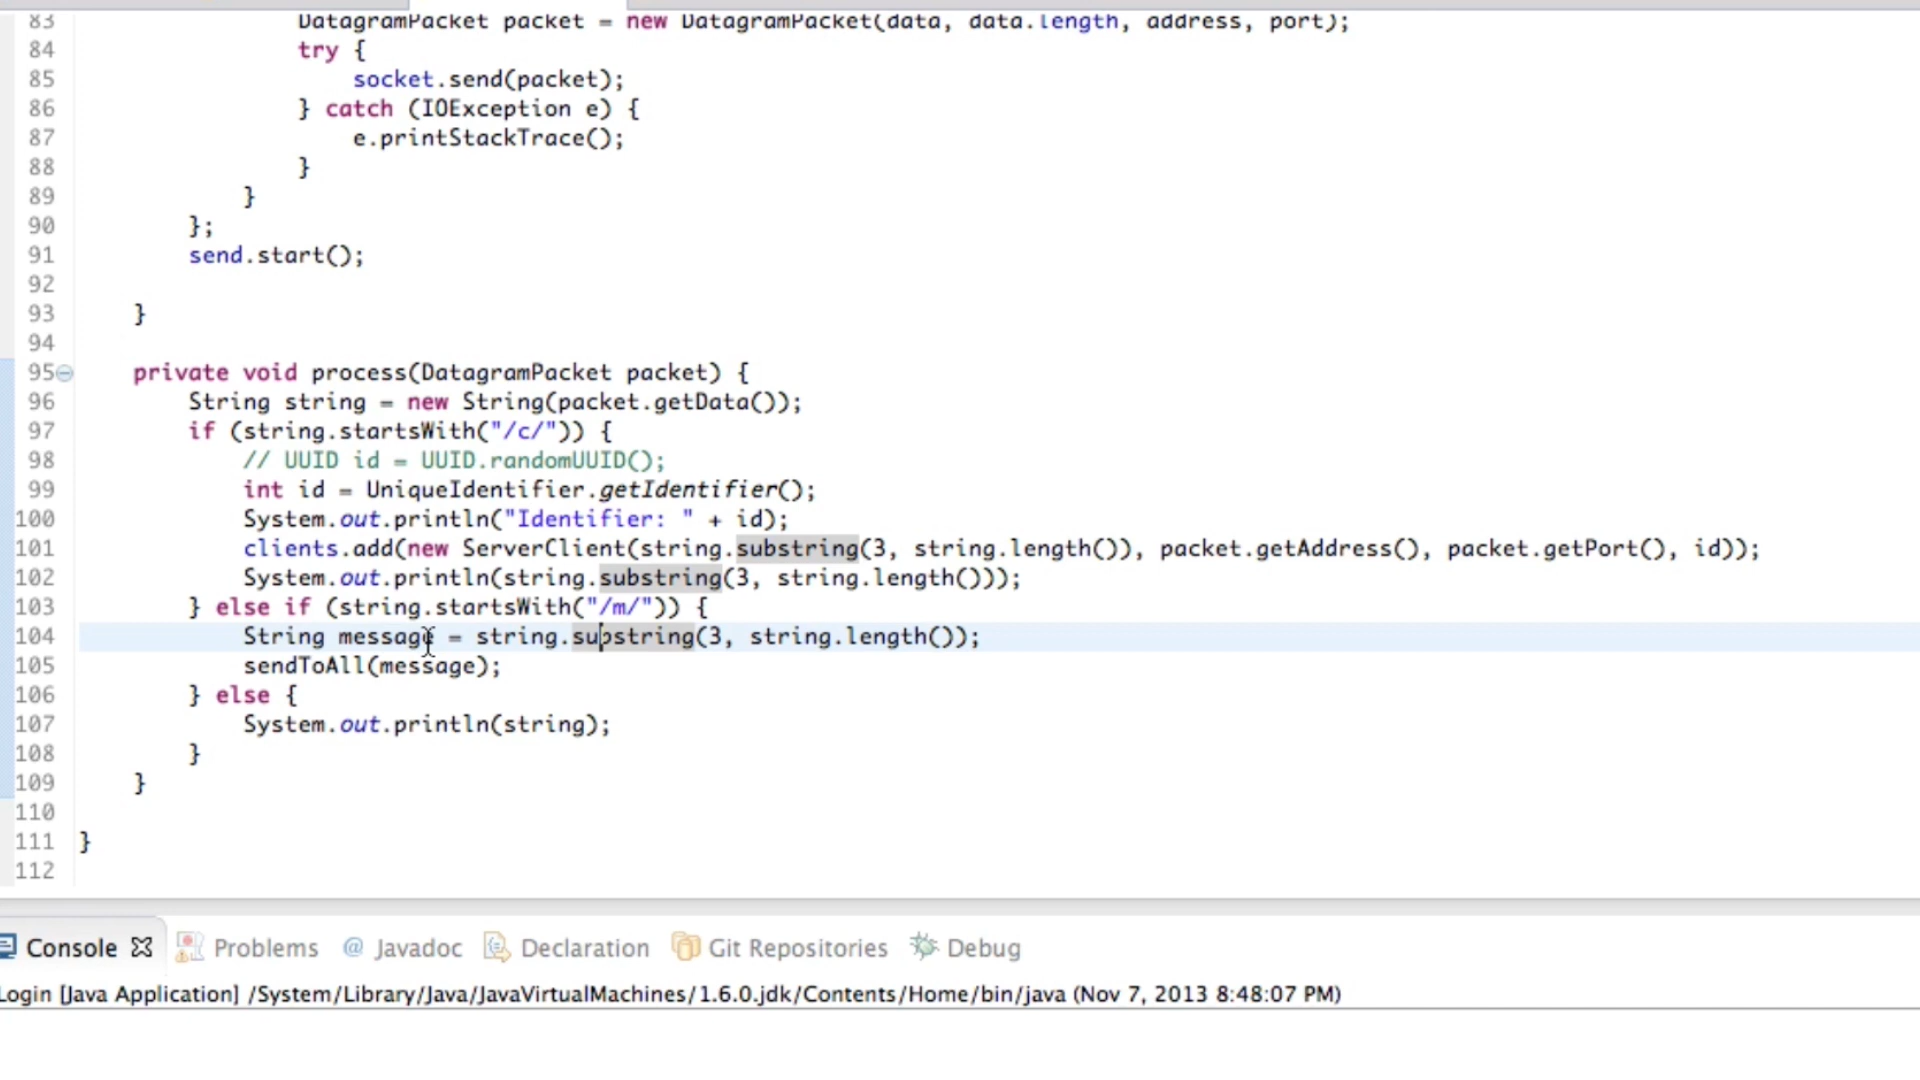 83 DatagramPacket packet = new DatagramPacket(data, data.length, address, port);
84 try {
85 socket.send(packet);
86 } catch (IOException e) {
87 e.printStackTrace();
88 }
89 }
90 };
91 send.start();
92
93 }
94
95 private void process(DatagramPacket packet) {
96 String string = new String(packet.getData());
97 if (string.startsWith("/c/")) {
98 // UUID id = UUID.randomUUID();
99 int id = UniqueIdentifier.getIdentifier();
100 System.out.println("Identifier: " + id);
101 clients.add(new ServerClient(string.substring(3, string.length()), packet.getAddress(), packet.getPort(), id));
102 System.out.println(string.substring(3, string.length()));
103 } else if (string.startsWith("/m/")) {
104 String message = string.substring(3, string.length());
105 sendToAll(message);
106 } else {
107 System.out.println(string);
108 }
109 }
110
111 }
112
Console Problems @ Javadoc Declaration Git Repositories Debug
Login [Java Application] /System/Library/Java/JavaVirtualMachines/1.6.0.jdk/Contents/Home/bin/java (Nov 7, 2013 8:48:07 PM)